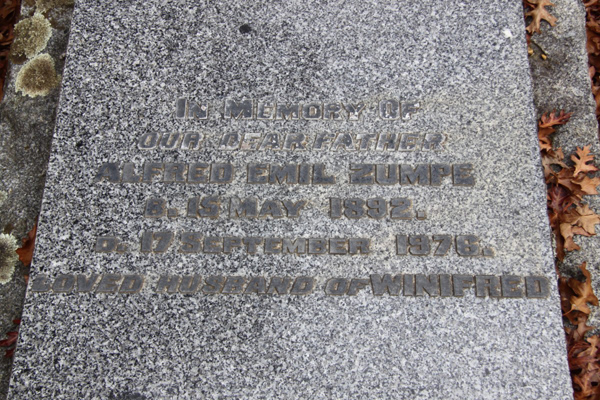 In Memory Of
OUR DEAR FATHER
ALFRED EMIL ZUMPE
B. 15 MAY 1892.
D. 17 SEPTEMBER 1976.
LOVED HUSBAND OF WINIFRED